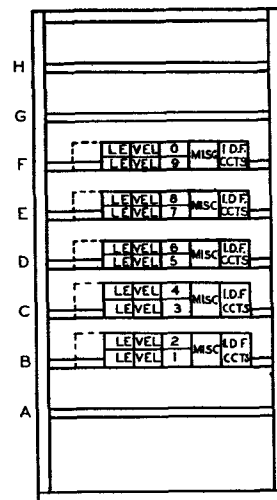 H
G
F
LEVEL 0 MISC I.D.F.
LEVEL 9 CCTS
E
LEVEL 8 MISC I.D.F.
LEVEL 7 CCTS
D
LEVEL 6 MISC I.D.F.
LEVEL 5 CCTS
C
LEVEL 4 MISC I.D.F.
LEVEL 3 CCTS
B
LEVEL 2 MISC I.D.F.
LEVEL 1 CCTS
A